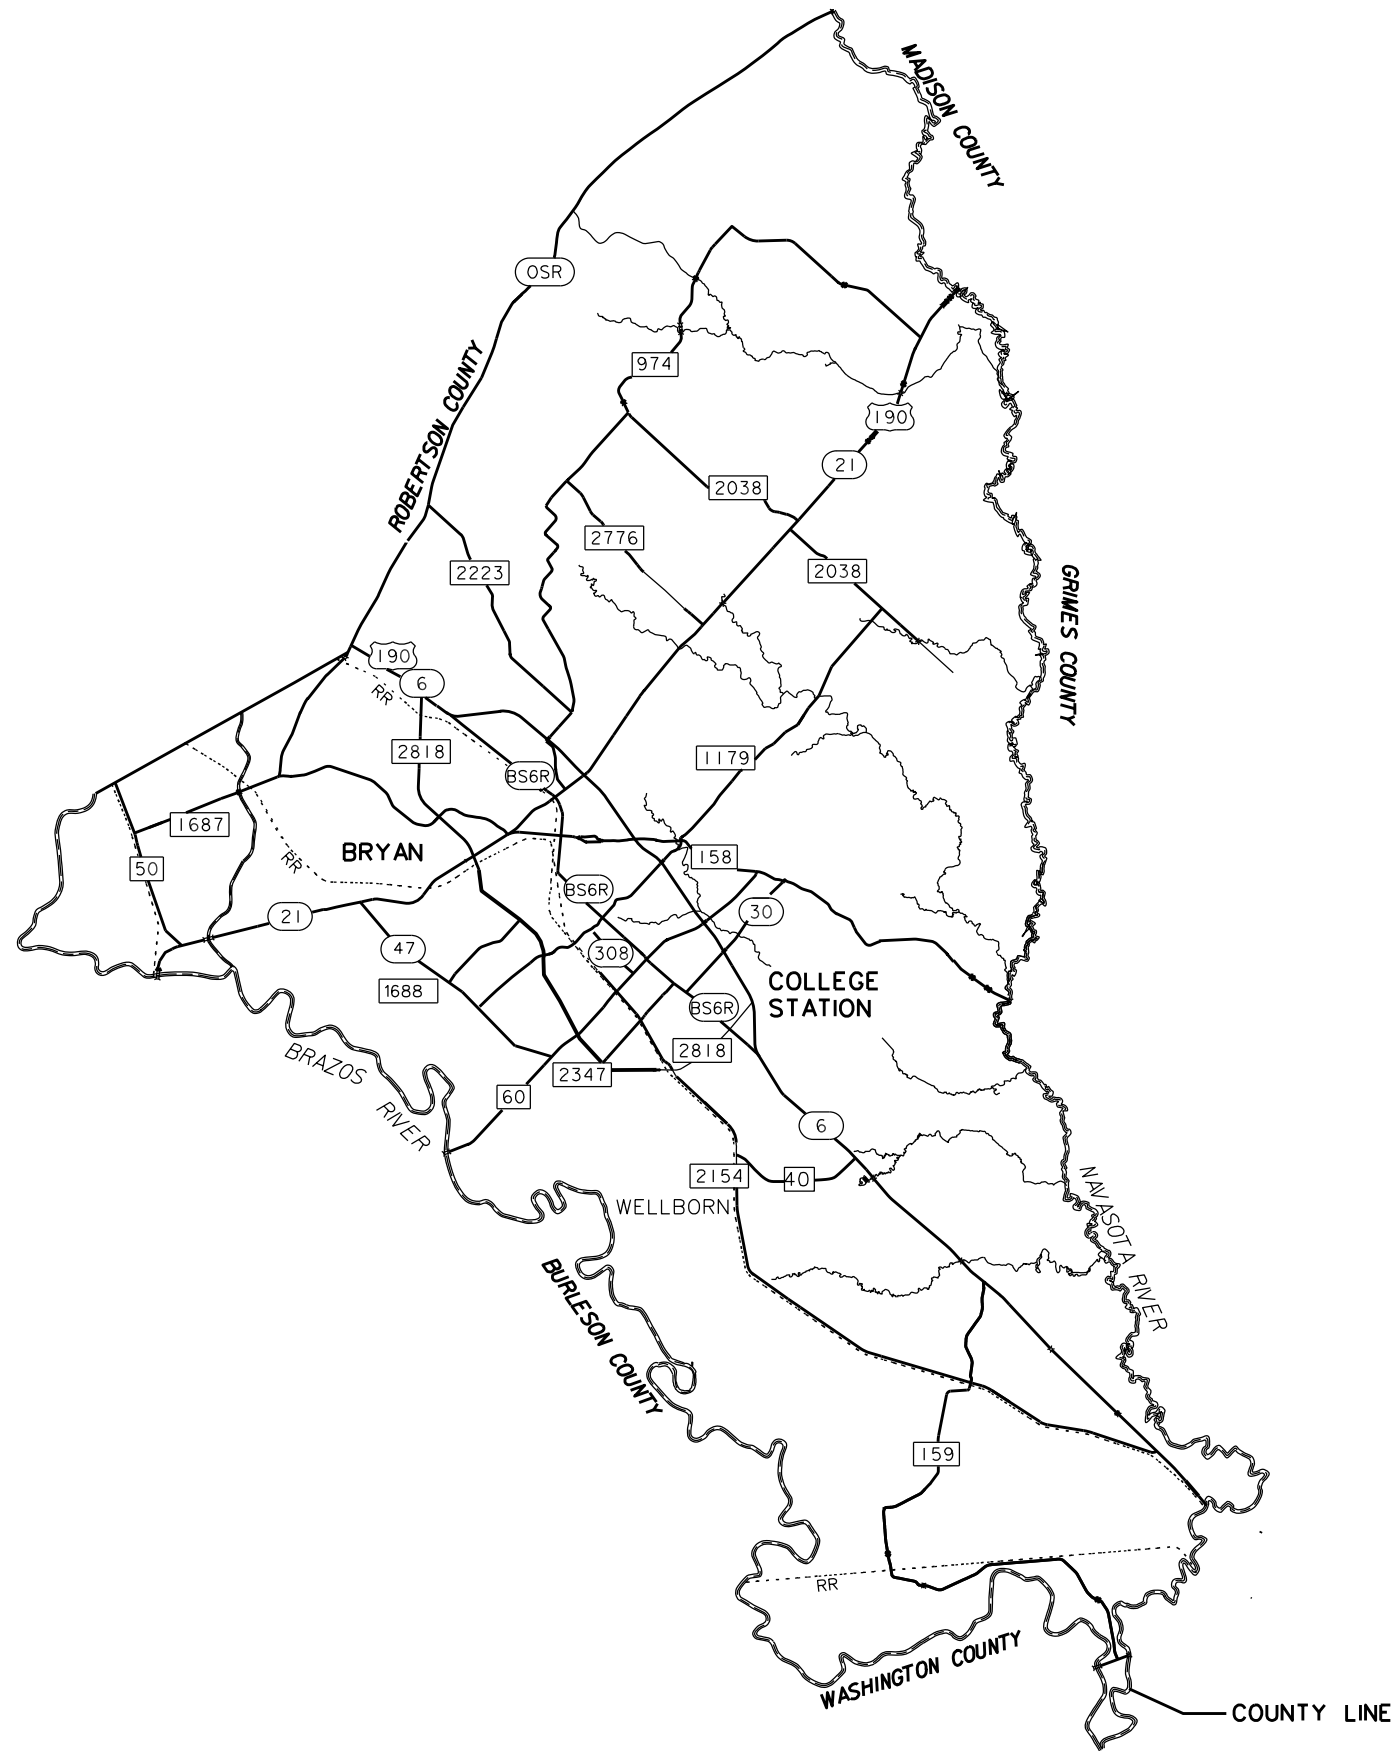 MADISON COUNTY
OSR
974
ROBERTSON COUNTY
190
21
2038
2776
2223
2038
GRIMES COUNTY
190
6
RR
2818
1179
BS6R
1687
BRYAN
RR
158
50
BS6R
30
21
47
308
1688
COLLEGE
STATION
BS6R
BRAZOS
RIVER
2818
2347
60
6
2154
40
NAVASOTA RIVER
WELLBORN
BURLESON COUNTY
159
RR
WASHINGTON COUNTY
COUNTY LINE